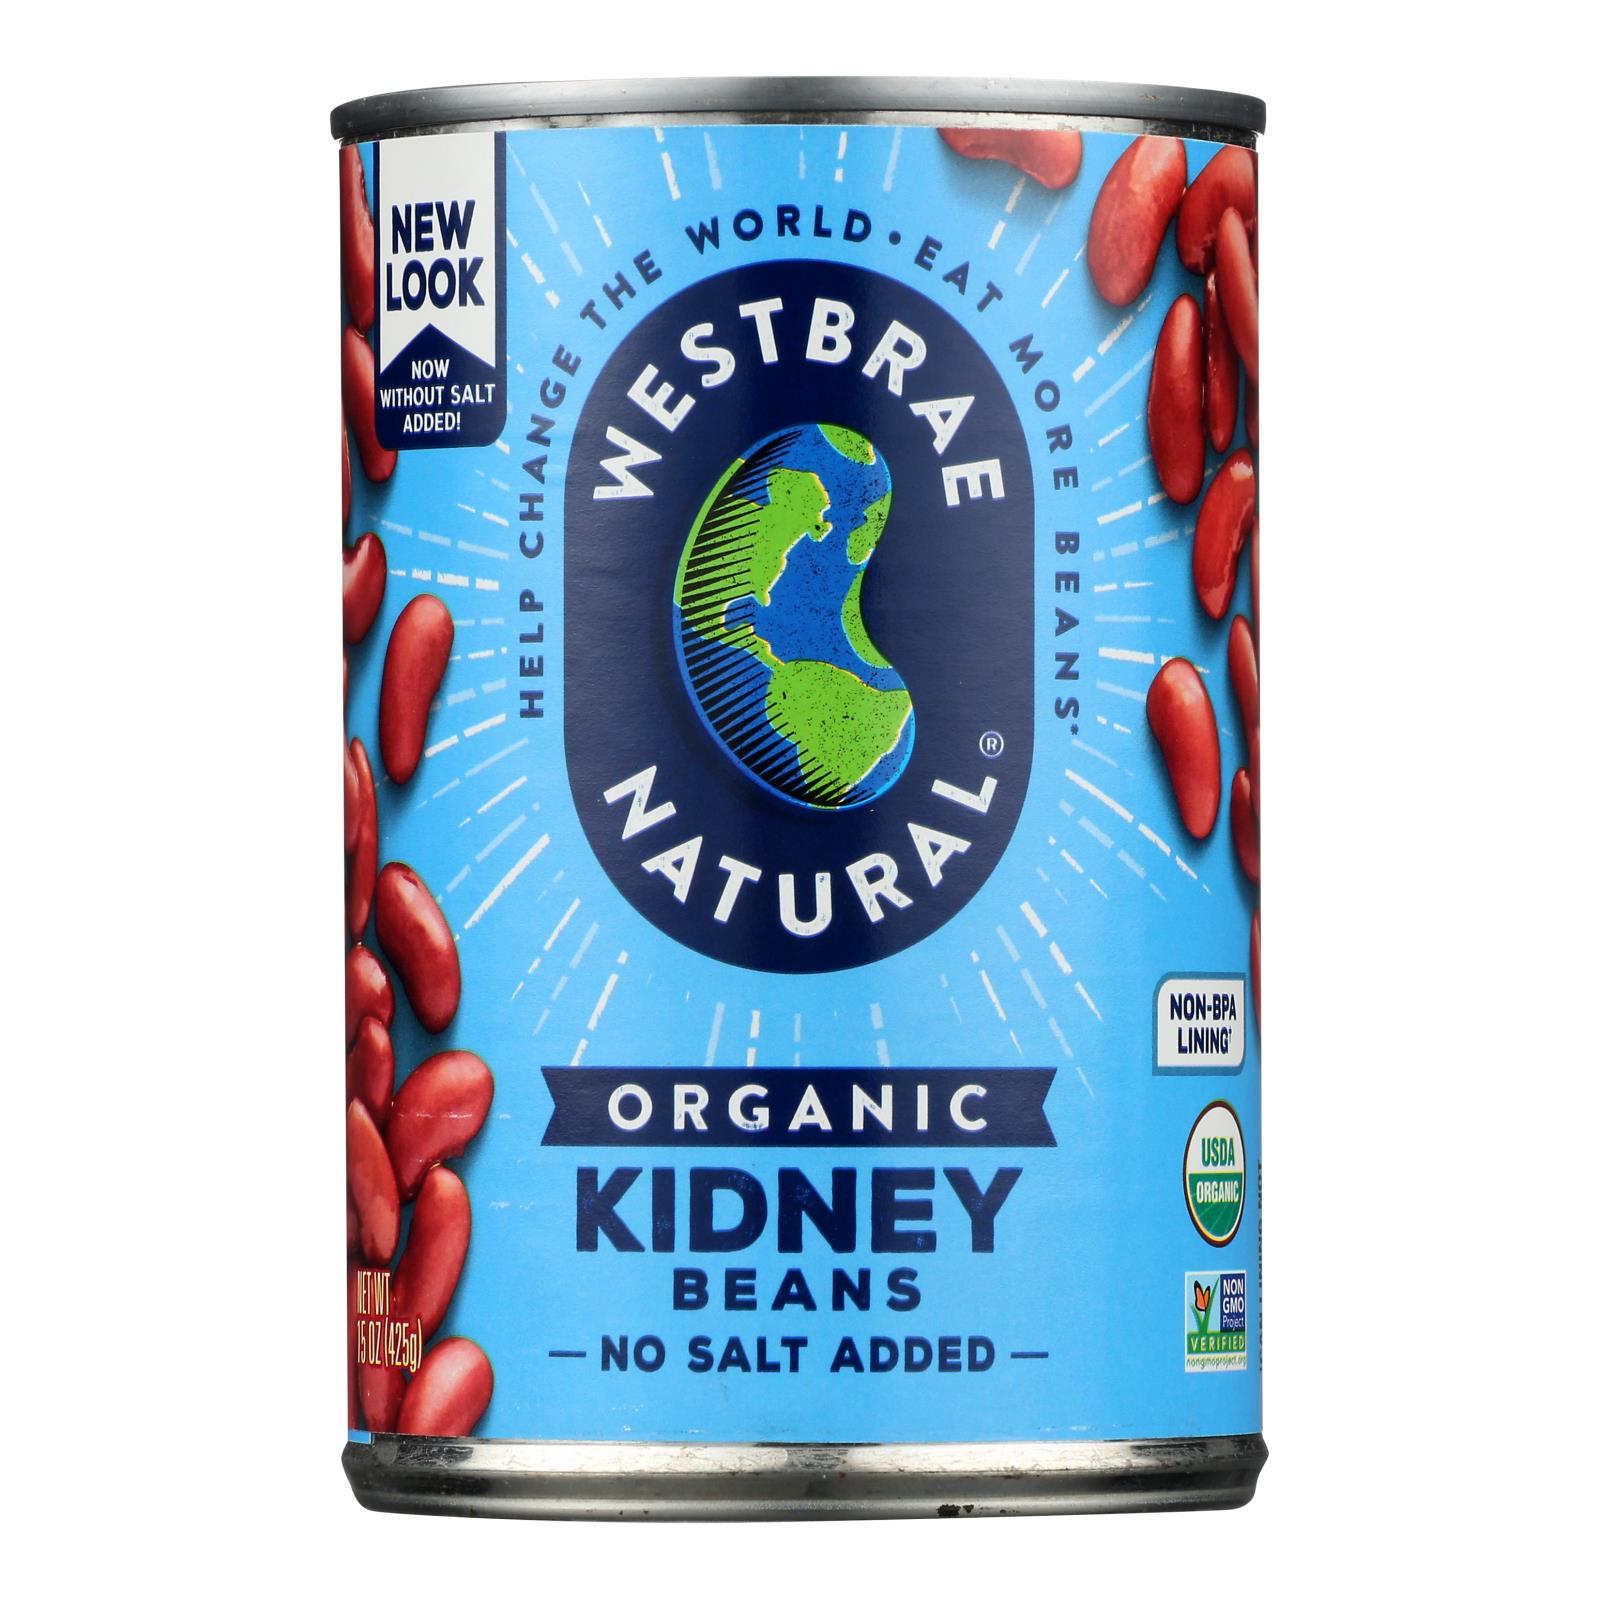 NEW
LOOK
NOW
WITHOUT SALT
ADDED!
HELP CHANGE THE WORLD • EAT MORE BEANS*
WESTBRAE
NATURAL®
NON-BPA
LINING†
ORGANIC
KIDNEY
BEANS
— NO SALT ADDED —
USDA
ORGANIC
NON
GMO
Project
VERIFIED
nongmoproject.org
NET WT
15 OZ (425g)